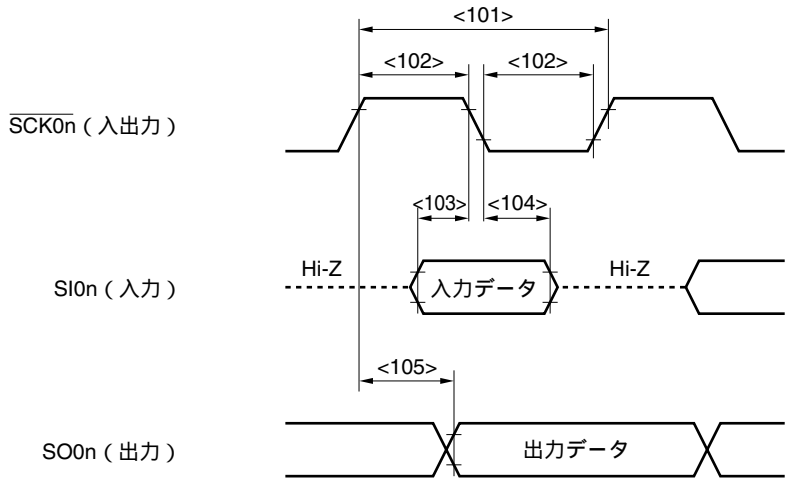 <101>
<102> <102>
SCK0n（入出力）
<103> <104>
SI0n（入力） Hi-Z 入力データ Hi-Z
<105>
SO0n（出力） 出力データ